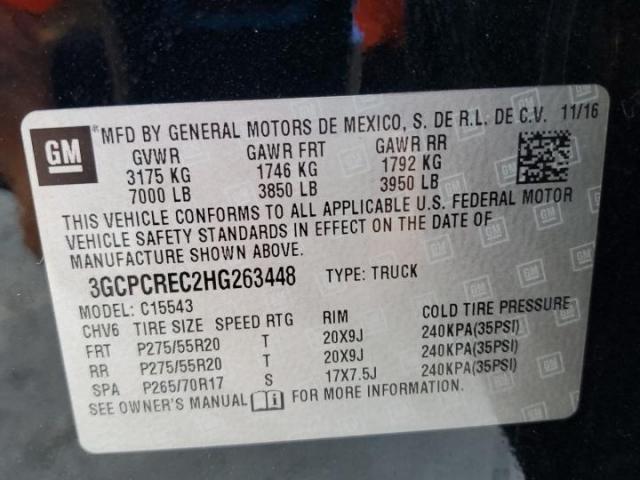 GM
*MFD BY GENERAL MOTORS DE MEXICO, S. DE R.L. DE C.V. 11/16
GVWR GAWR FRT GAWR RR
3175 KG 1746 KG 1792 KG
7000 LB 3850 LB 3950 LB
THIS VEHICLE CONFORMS TO ALL APPLICABLE U.S. FEDERAL MOTOR
VEHICLE SAFETY STANDARDS IN EFFECT ON THE DATE OF
MANUFACTURE SHOWN ABOVE.
3GCPCREC2HG263448 TYPE: TRUCK
MODEL: C15543
CHV6 TIRE SIZE SPEED RTG RIM COLD TIRE PRESSURE
FRT P275/55R20 T 20X9J 240KPA(35PSI)
RR P275/55R20 T 20X9J 240KPA(35PSI)
SPA P265/70R17 S 17X7.5J 240KPA(35PSI)
SEE OWNER'S MANUAL FOR MORE INFORMATION.